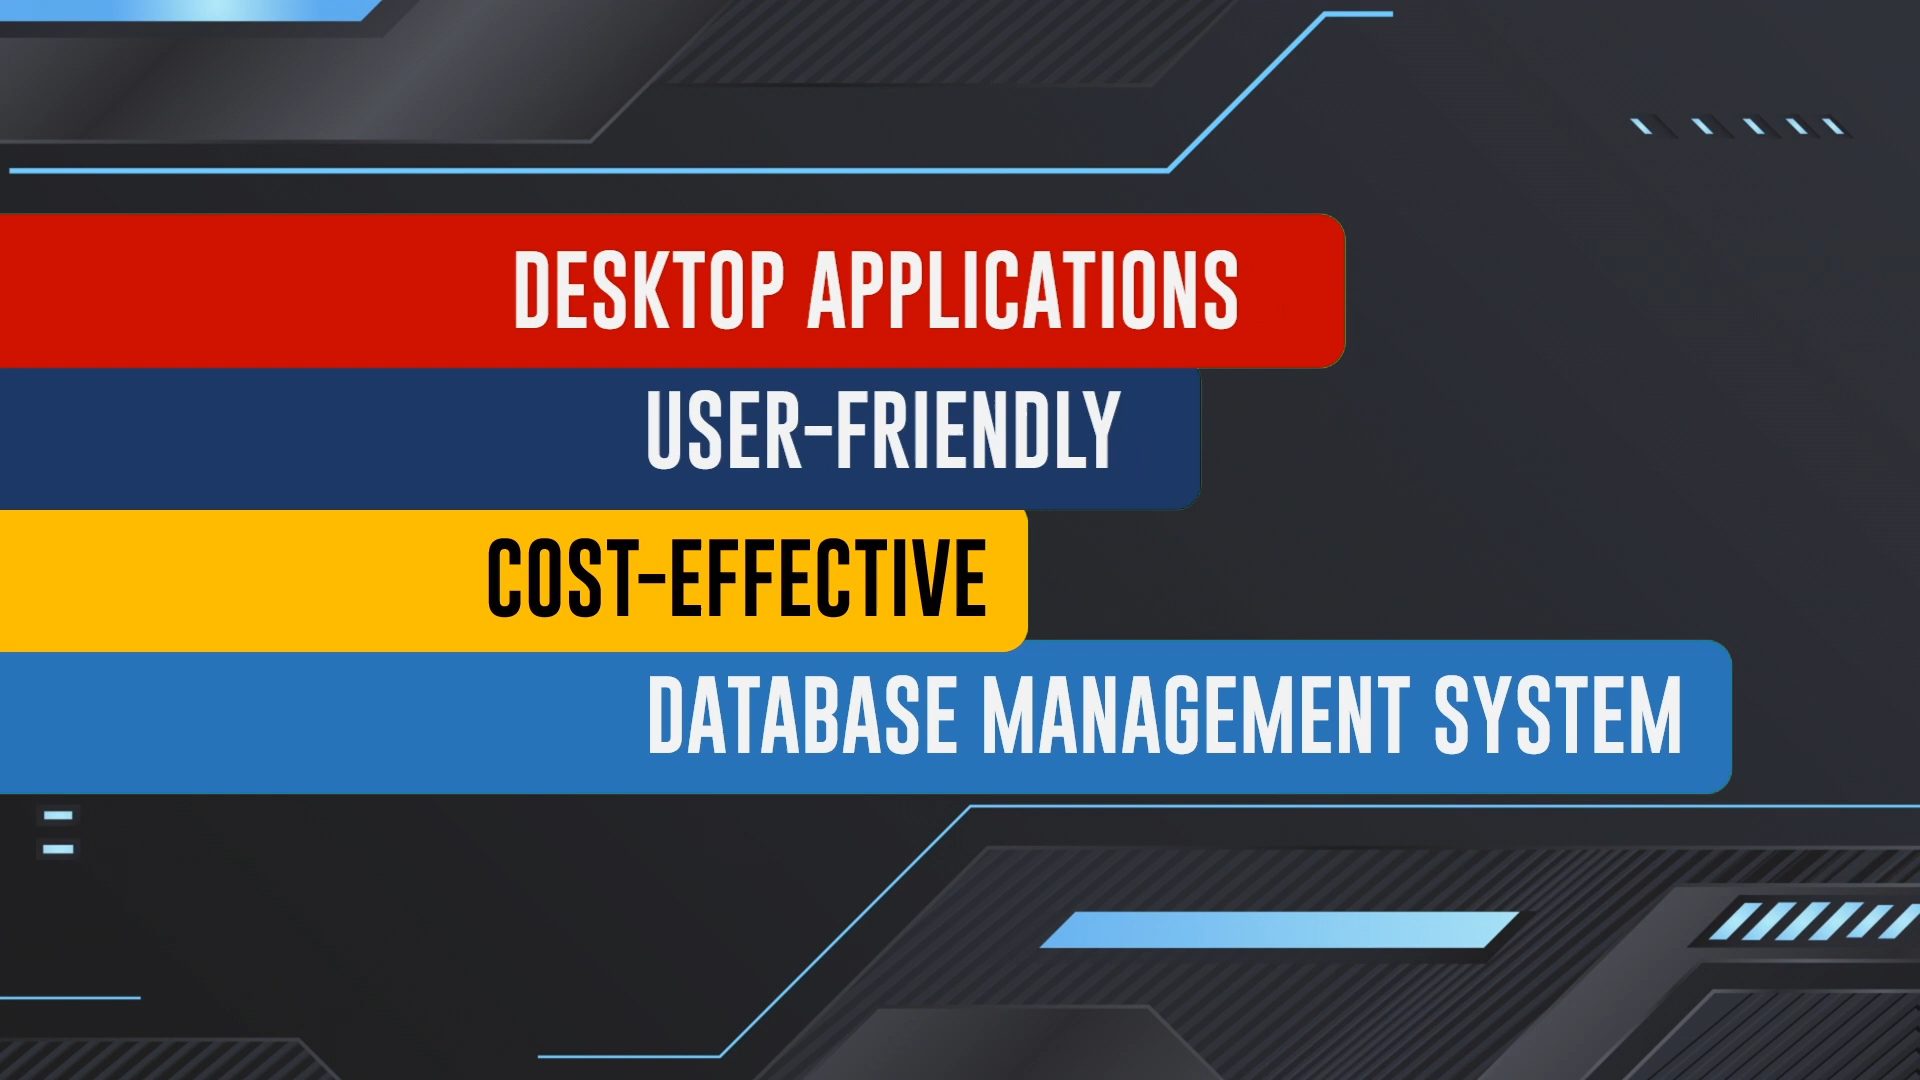 DESKTOP APPLICATIONS
USER-FRIENDLY
COST-EFFECTIVE
DATABASE MANAGEMENT SYSTEM